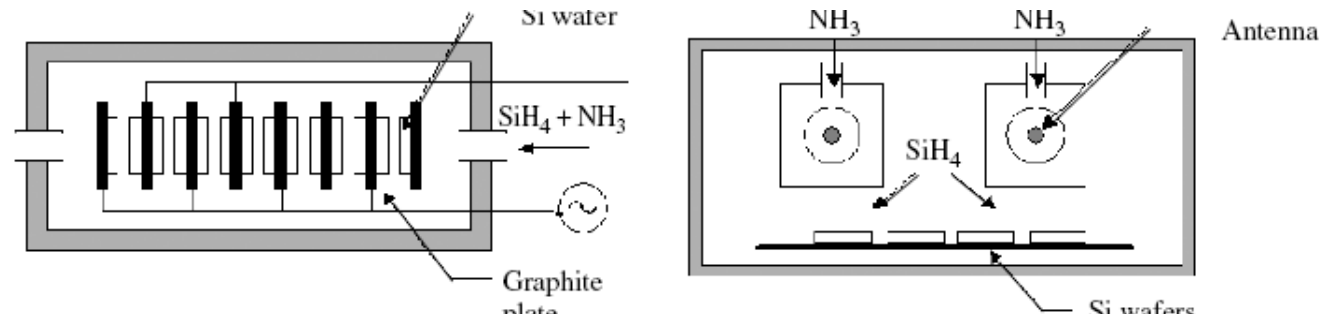 Si wafer
SiH4 + NH3
Graphite
plate
NH3
NH3
Antenna
SiH4
Si wafers